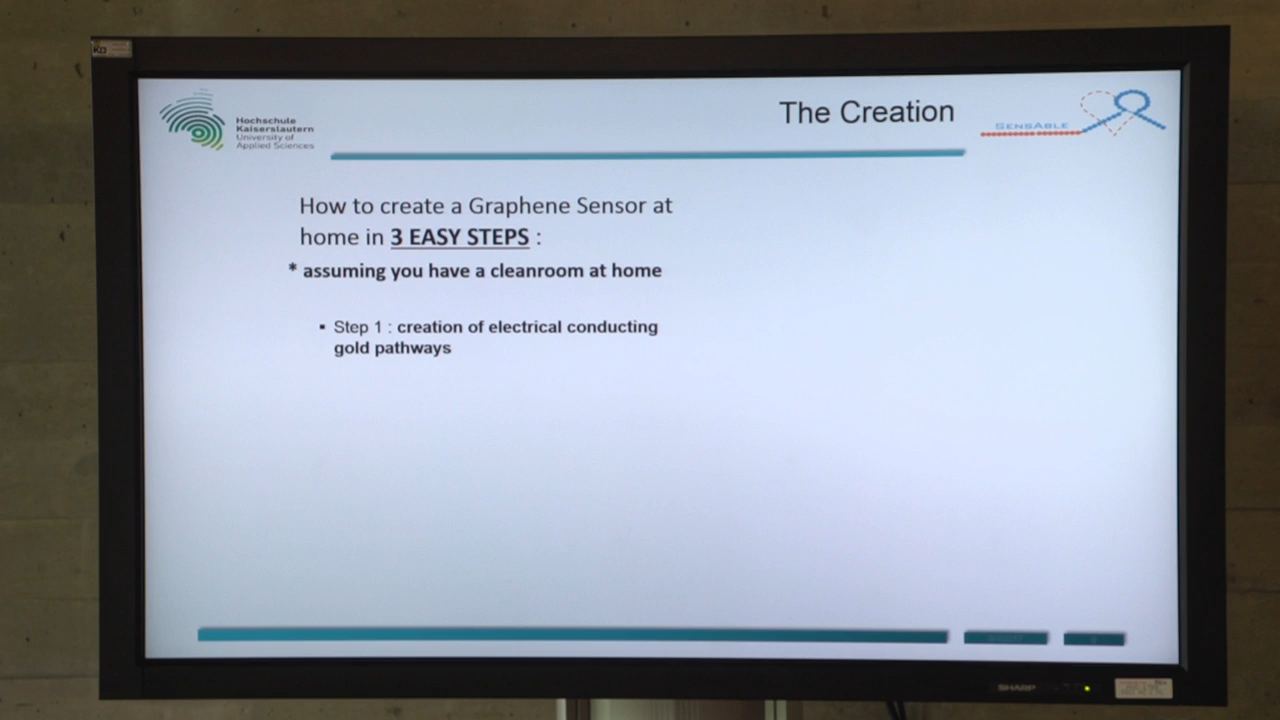 Hochschule
Kaiserslautern
University of
Applied Sciences
The Creation
SENSABLE
How to create a Graphene Sensor at
home in 3 EASY STEPS :
* assuming you have a cleanroom at home
▪ Step 1 : creation of electrical conducting
gold pathways
SHARP